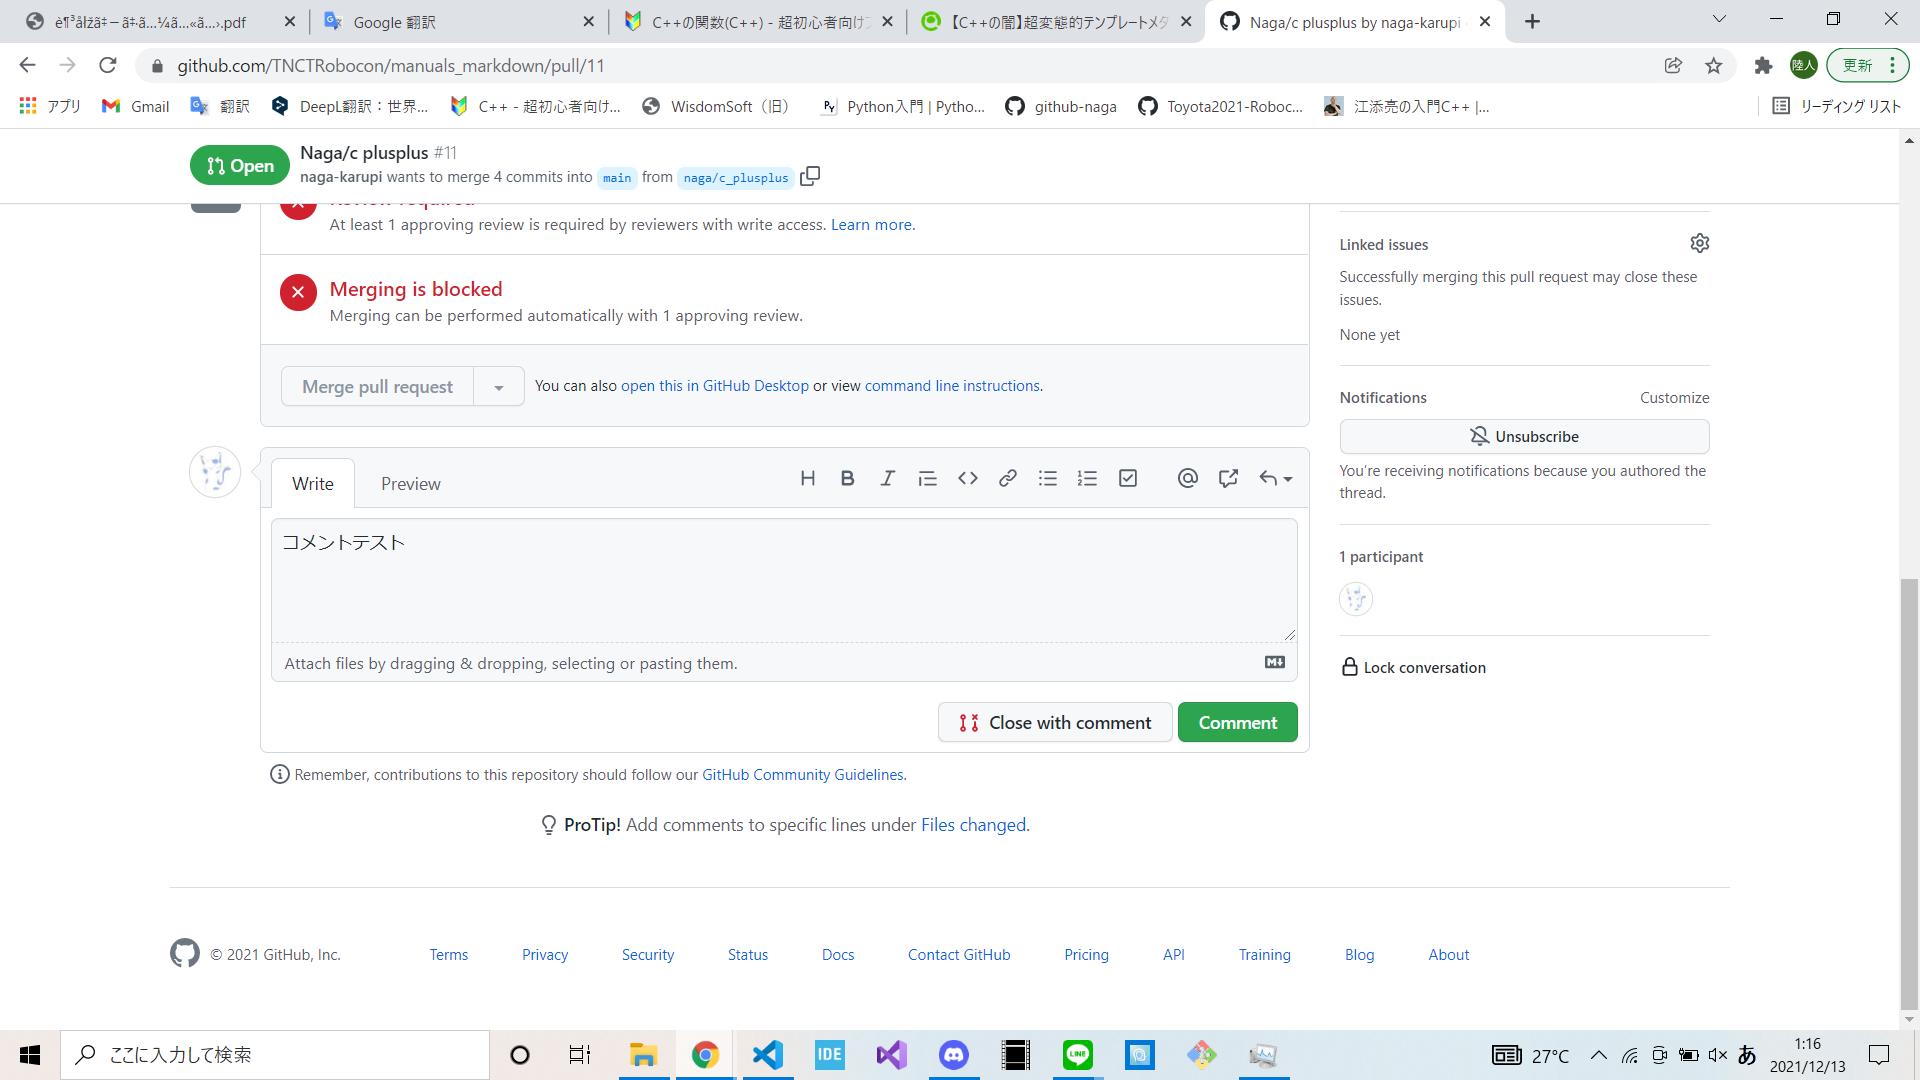 è¶³åŒžã‡–ã‡·ã…¼ã…«ã…›.pdf
Google 翻訳
C++の関数(C++) - 超初心者向け
【C++の闇】超変態的テンプレートメタ
Naga/c plusplus by naga-karupi
github.com/TNCTRobocon/manuals_markdown/pull/11
陸人
更新
アプリ
Gmail
翻訳
DeepL翻訳：世界...
C++ - 超初心者向け...
WisdomSoft（旧）
Python入門 | Pytho...
github-naga
Toyota2021-Roboc...
江添亮の入門C++ |...
リーディング リスト
Open
Naga/c plusplus #11
naga-karupi wants to merge 4 commits into main from naga/c_plusplus
Review required
At least 1 approving review is required by reviewers with write access. Learn more.
Merging is blocked
Merging can be performed automatically with 1 approving review.
Merge pull request
You can also open this in GitHub Desktop or view command line instructions.
Write
Preview
コメントテスト
Attach files by dragging & dropping, selecting or pasting them.
Close with comment
Comment
Remember, contributions to this repository should follow our GitHub Community Guidelines.
ProTip! Add comments to specific lines under Files changed.
Linked issues
Successfully merging this pull request may close these
issues.
None yet
Notifications
Customize
Unsubscribe
You're receiving notifications because you authored the
thread.
1 participant
Lock conversation
© 2021 GitHub, Inc.
Terms
Privacy
Security
Status
Docs
Contact GitHub
Pricing
API
Training
Blog
About
ここに入力して検索
IDE
LINE
27°C
あ
1:16
2021/12/13